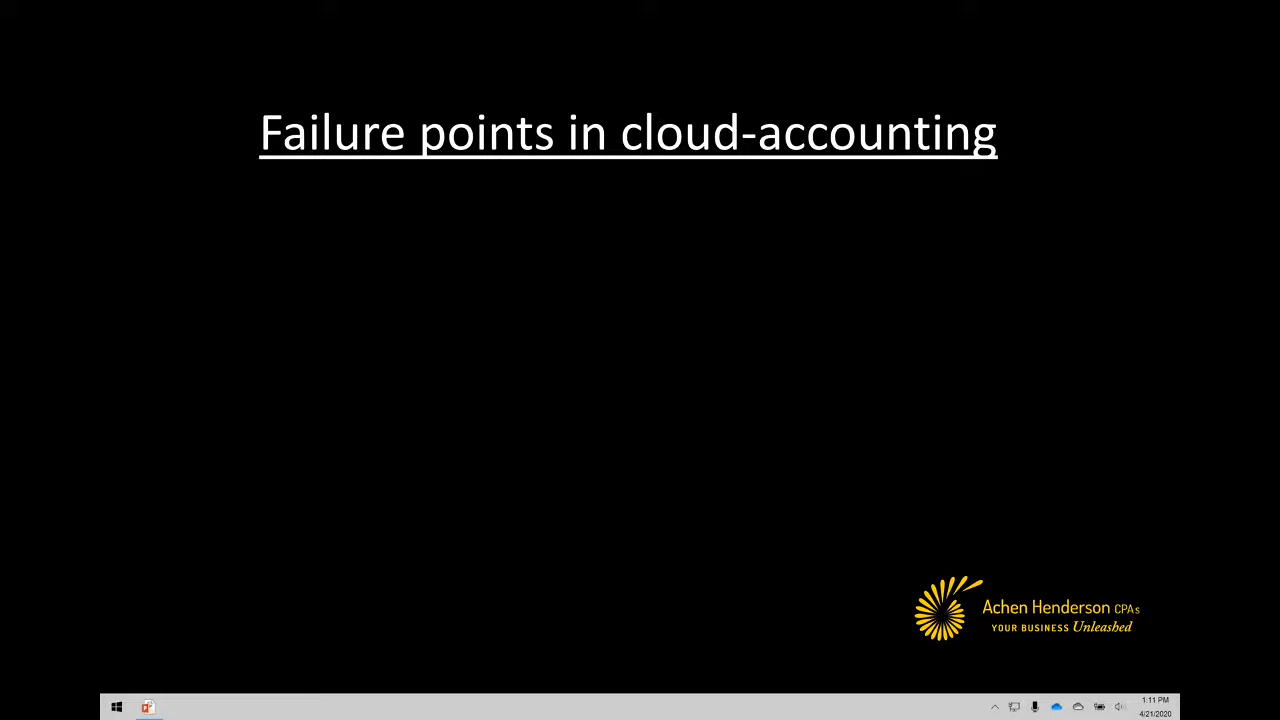 Failure points in cloud-accounting
Achen Henderson CPAs
YOUR BUSINESS Unleashed
1:11 PM
4/21/2020